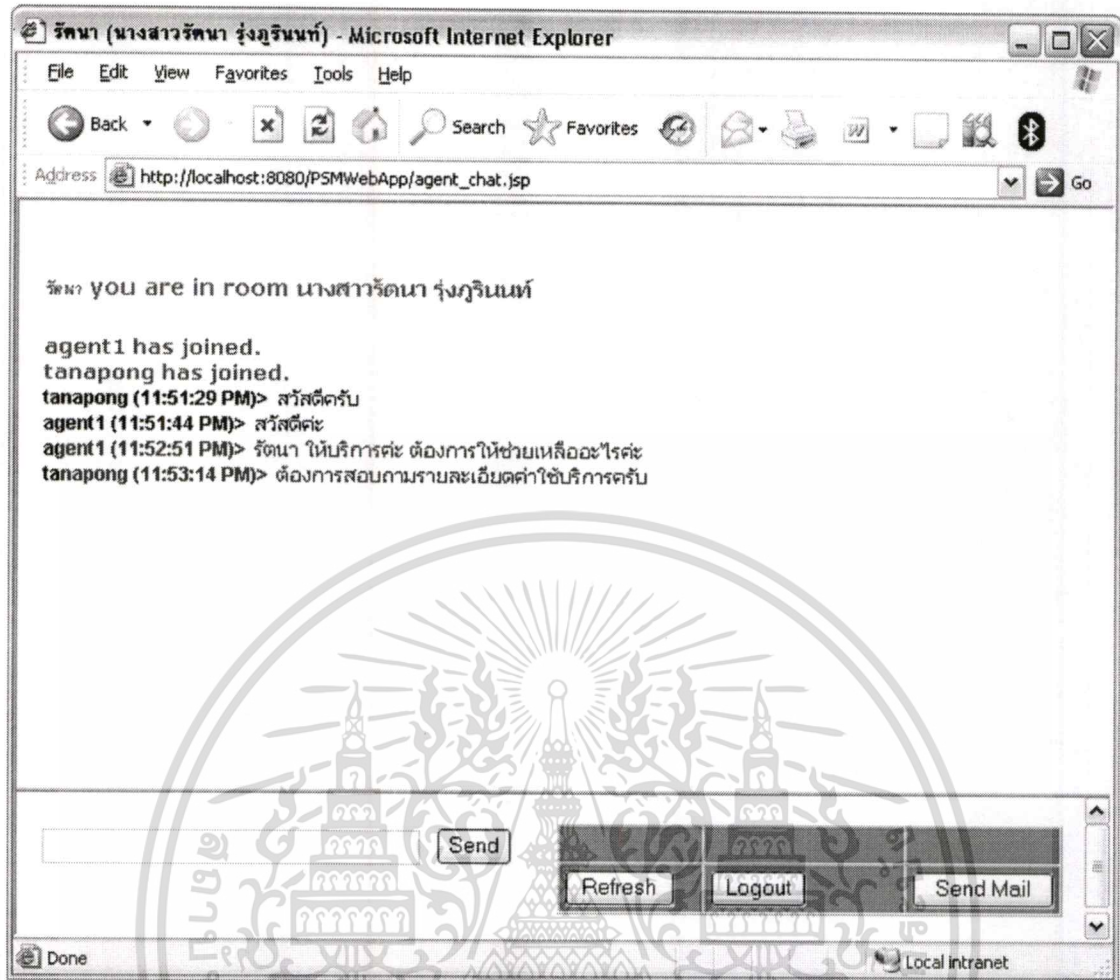 รัตนา (นางสาวรัตนา รุ่งภูรินนท์) - Microsoft Internet Explorer
File Edit View Favorites Tools Help
Back Search Favorites
Address http://localhost:8080/PSMWebApp/agent_chat.jsp Go
รัตนา you are in room นางสาวรัตนา รุ่งภูรินนท์
agent1 has joined.
tanapong has joined.
tanapong (11:51:29 PM)> สวัสดีครับ
agent1 (11:51:44 PM)> สวัสดีค่ะ
agent1 (11:52:51 PM)> รัตนา ให้บริการค่ะ ต้องการให้ช่วยเหลืออะไรค่ะ
tanapong (11:53:14 PM)> ต้องการสอบถามรายละเอียดค่าใช้บริการครับ
Send
Refresh Logout Send Mail
Done Local intranet